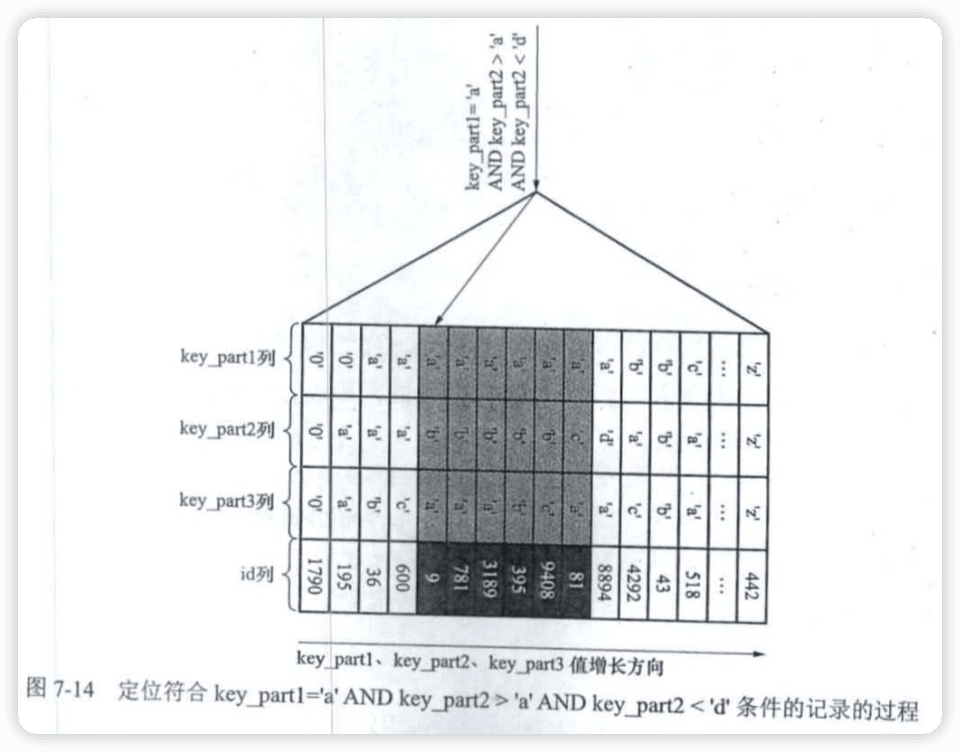 key_part1= 'a'
AND key_part2 > 'a'
AND key_part2 < 'd'
key_part1列 '0' '0' 'a' 'a' 'a' 'a' 'a' 'a' 'a' 'a' 'a' 'b' 'b' 'c' … 'z'
key_part2列 '0' 'a' 'a' 'a' 'b' 'b' 'b' 'b' 'b' 'c' 'd' 'a' 'b' 'a' … 'z'
key_part3列 '0' 'a' 'b' 'c' 'a' 'a' 'a' 'b' 'c' 'a' 'a' 'c' 'b' 'a' … 'z'
id列 1790 195 36 600 9 781 3189 395 9408 81 8894 4292 43 518 … 442
key_part1、key_part2、key_part3 值增长方向
图 7-14 定位符合 key_part1='a' AND key_part2 > 'a' AND key_part2 < 'd' 条件的记录的过程